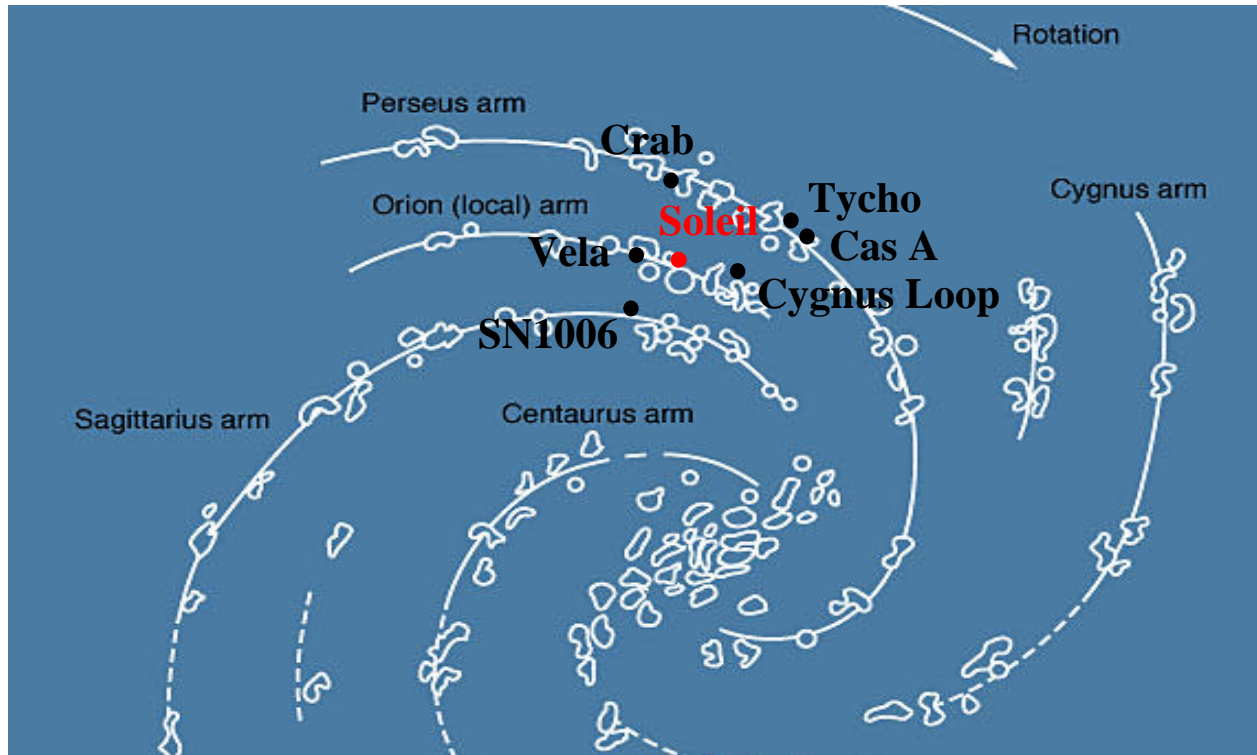 Rotation
Perseus arm
Crab
Tycho
Cygnus arm
Orion (local) arm
Soleil
Cas A
Vela
Cygnus Loop
SN1006
Sagittarius arm
Centaurus arm